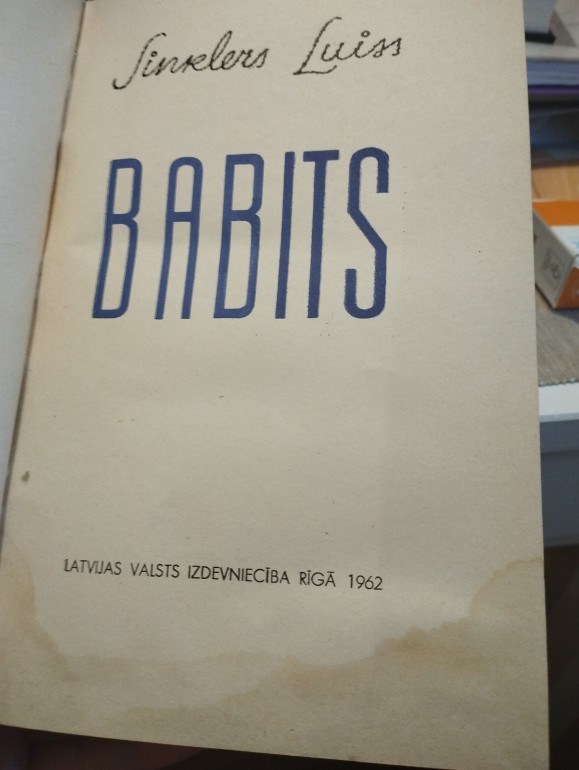 Sinklers Luiss
BABITS
LATVIJAS VALSTS IZDEVNIECĪBA RĪGĀ 1962